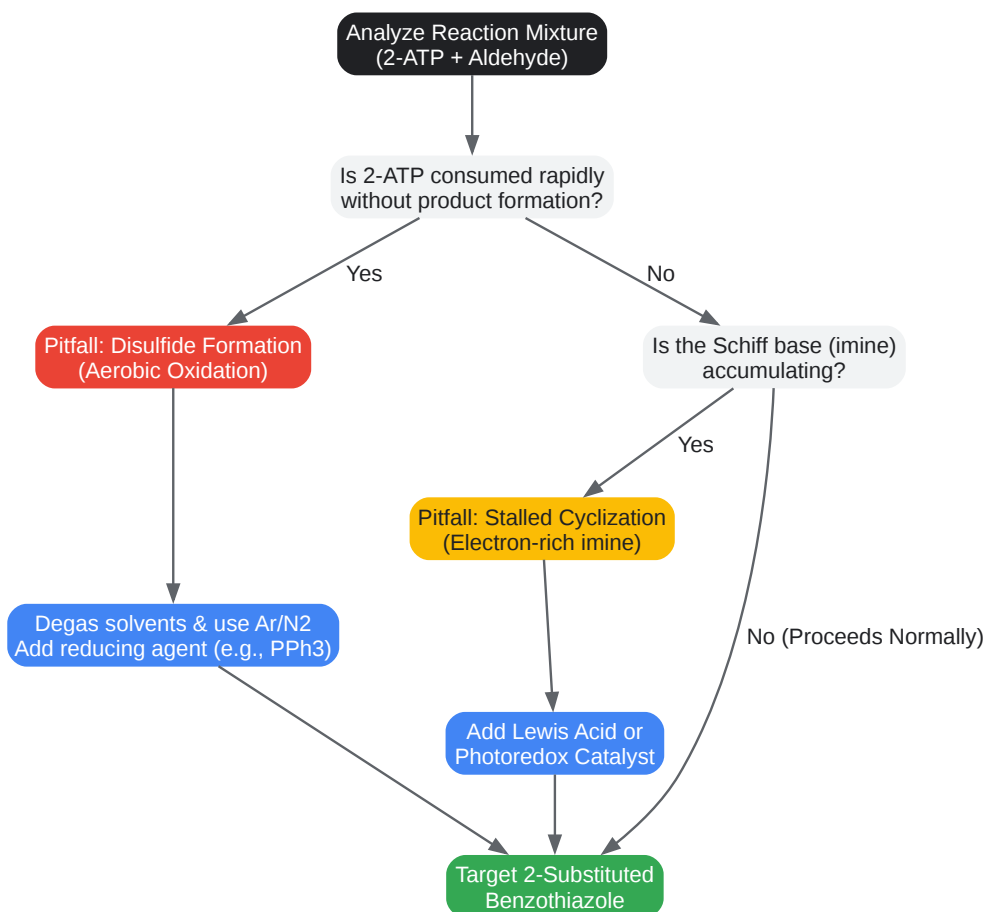 Analyze Reaction Mixture
(2-ATP + Aldehyde)
Is 2-ATP consumed rapidly
without product formation?
Yes
No
Pitfall: Disulfide Formation
(Aerobic Oxidation)
Is the Schiff base (imine)
accumulating?
Yes
Pitfall: Stalled Cyclization
(Electron-rich imine)
Degas solvents & use Ar/N2
Add reducing agent (e.g., PPh3)
No (Proceeds Normally)
Add Lewis Acid or
Photoredox Catalyst
Target 2-Substituted
Benzothiazole